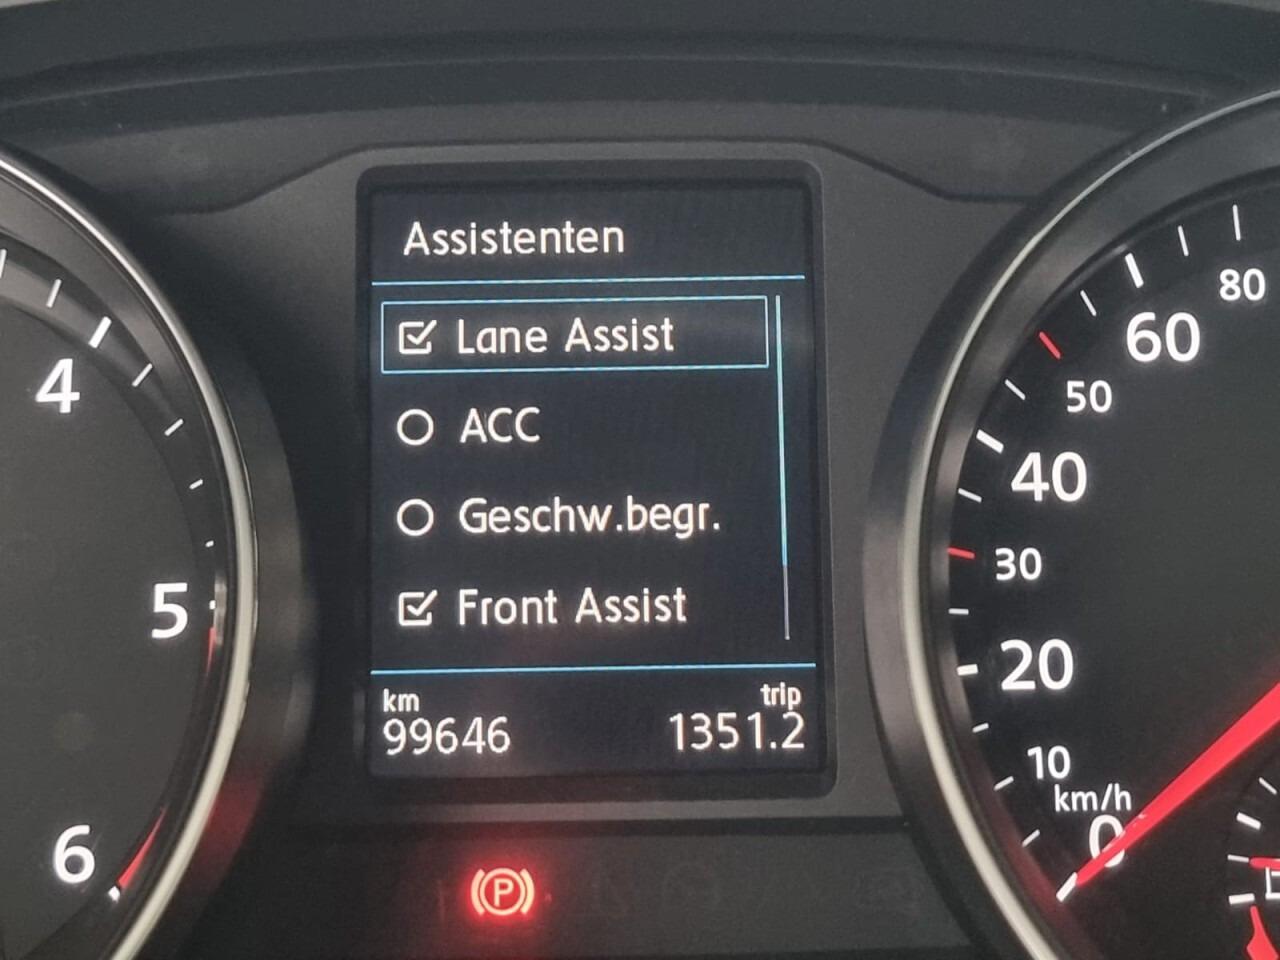 Assistenten
Lane Assist
ACC
Geschw.begr.
Front Assist
km
trip
99646
1351.2
4
5
6
80
60
50
40
30
20
10
km/h
0
P